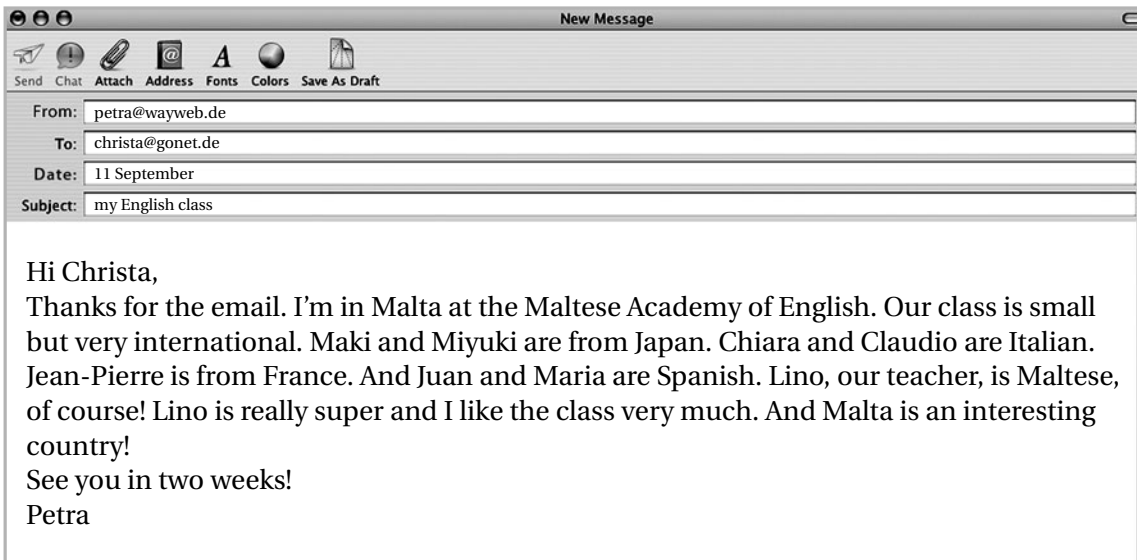 New Message
Send Chat Attach Address Fonts Colors Save As Draft
From: petra@wayweb.de
To: christa@gonet.de
Date: 11 September
Subject: my English class
Hi Christa,
Thanks for the email. I'm in Malta at the Maltese Academy of English. Our class is small
but very international. Maki and Miyuki are from Japan. Chiara and Claudio are Italian.
Jean-Pierre is from France. And Juan and Maria are Spanish. Lino, our teacher, is Maltese,
of course! Lino is really super and I like the class very much. And Malta is an interesting
country!
See you in two weeks!
Petra